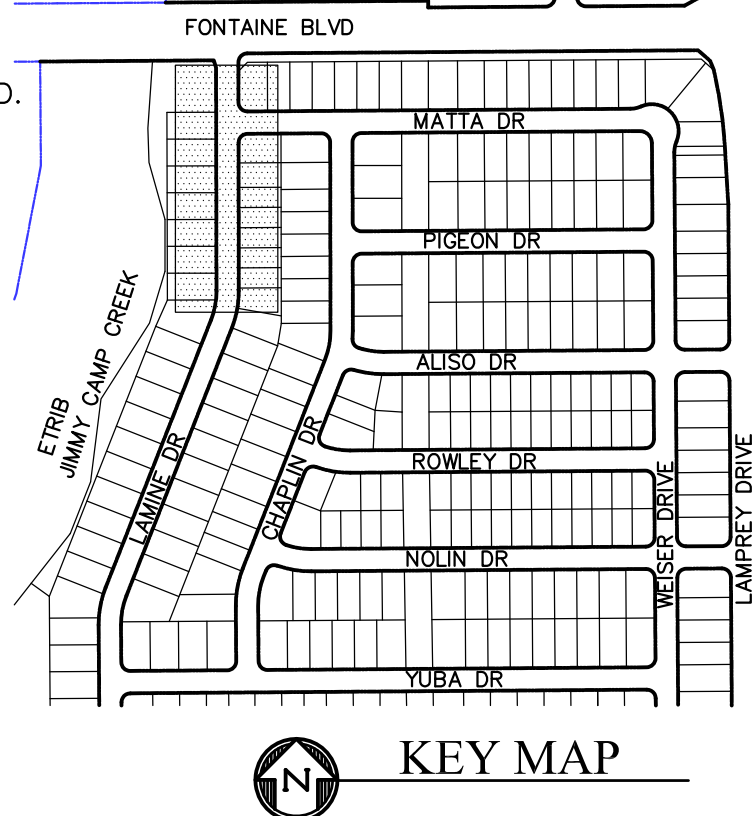 FONTAINE BLVD
D.
MATTA DR
PIGEON DR
ETRIB
JIMMY CAMP CREEK
ALISO DR
LAMINE DR
CHAPLIN DR
ROWLEY DR
WEISER DRIVE
LAMPREY DRIVE
NOLIN DR
YUBA DR
N
KEY MAP